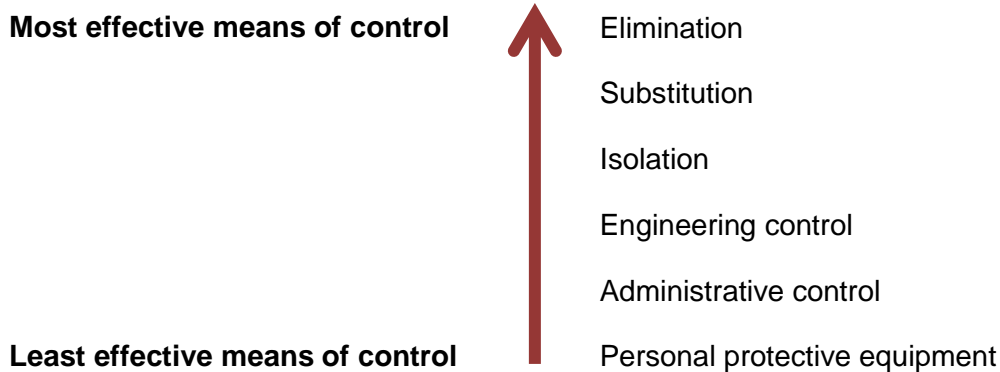 Most effective means of control Elimination
Substitution
Isolation
Engineering control
Administrative control
Least effective means of control Personal protective equipment